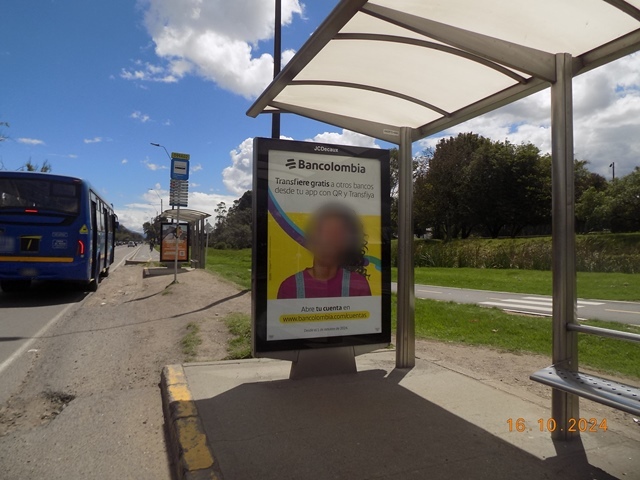 JCDecaux
Bancolombia
Transfiere gratis a otros bancos
desde tu app con QR y Transfiya
Abre tu cuenta en
www.bancolombia.com/cuentas
16.10.2024